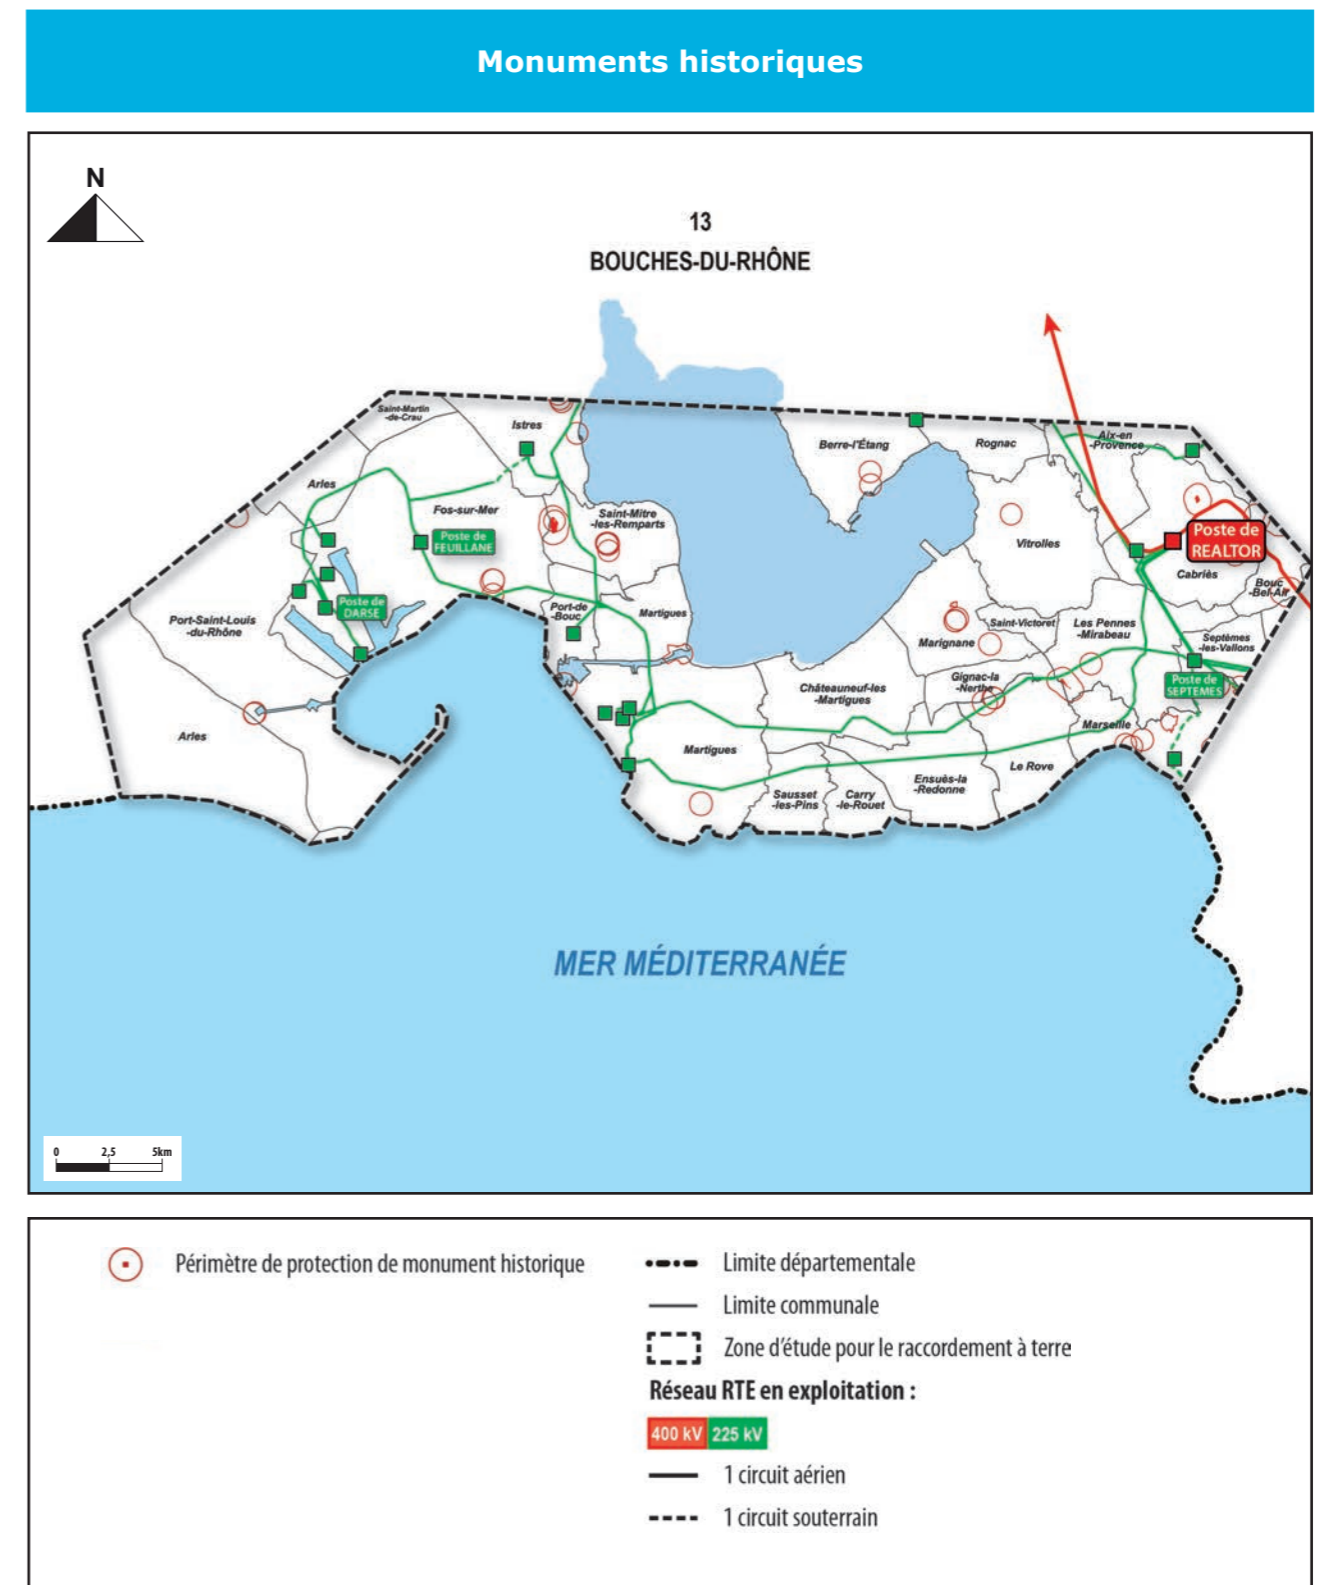 Monuments historiques
N
13
BOUCHES-DU-RHÔNE
Saint-Martin
-de-Crau
Istres
Arles
Fos-sur-Mer
Saint-Mitre
-les-Remparts
Berre-l'Étang
Rognac
Aix-en
-Provence
Vitrolles
Poste de
FEUILLANE
Poste de
REALTOR
Cabriès
Bouc
-Bel-Air
Poste de
DARSE
Port-Saint-Louis
-du-Rhône
Port-de
-Bouc
Martigues
Marignane
Saint-Victoret
Les Pennes
-Mirabeau
Septèmes
-les-Vallons
Poste de
SEPTEMES
Gignac-la
-Nerthe
Châteauneuf-les
-Martigues
Marseille
Arles
Martigues
Le Rove
Ensuès-la
-Redonne
Sausset
-les-Pins
Carry
-le-Rouet
MER MÉDITERRANÉE
0 2,5 5km
Périmètre de protection de monument historique
Limite départementale
Limite communale
Zone d'étude pour le raccordement à terre
Réseau RTE en exploitation :
400 kV 225 kV
1 circuit aérien
1 circuit souterrain